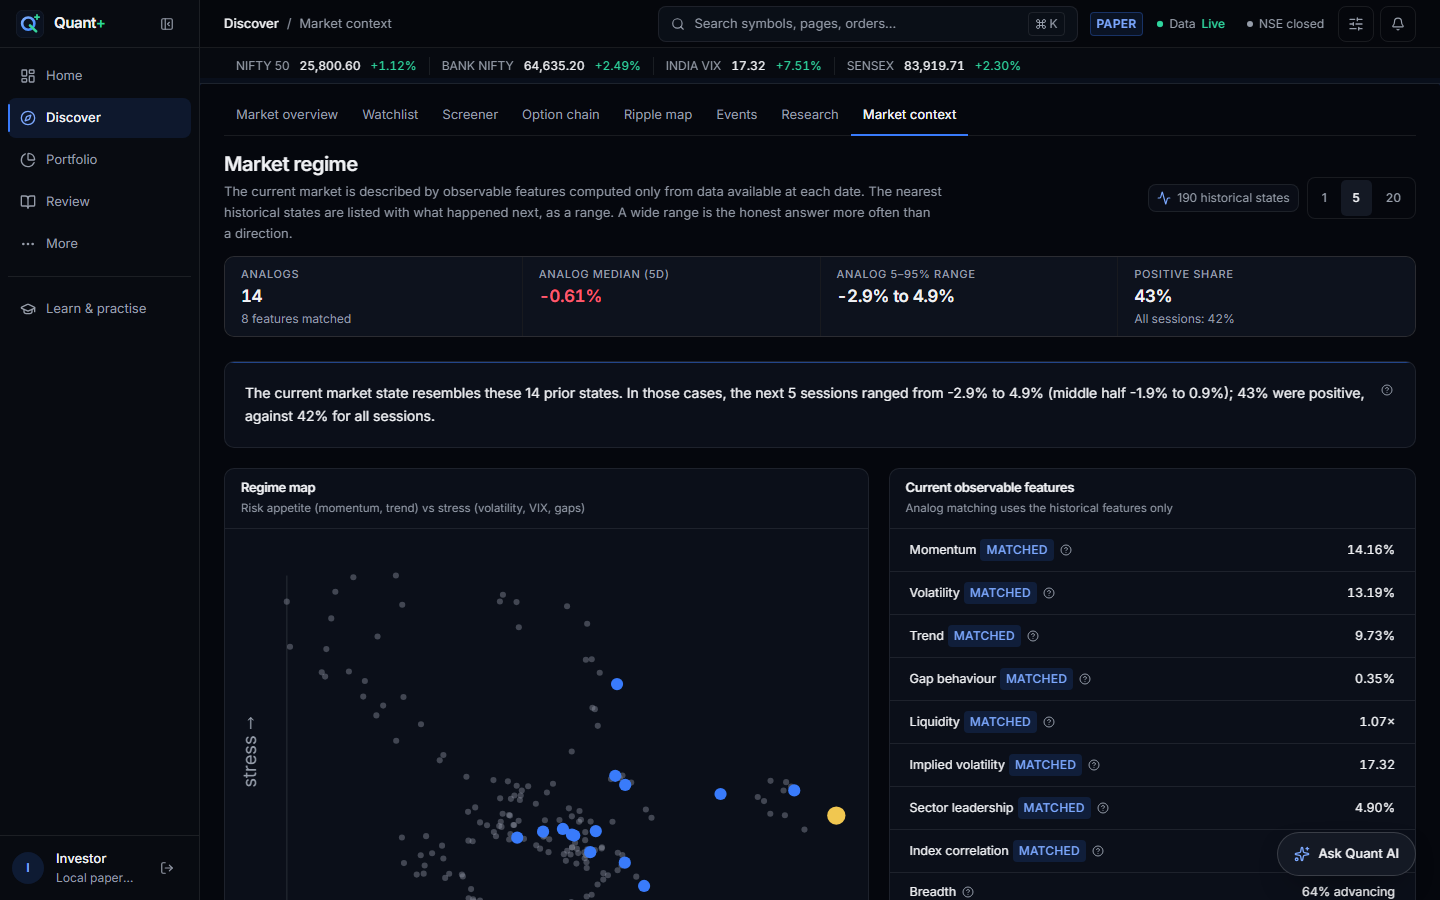 Quant+
Discover / Market context
Search symbols, pages, orders...
⌘ K
PAPER
Data Live
NSE closed
Home
Discover
Portfolio
Review
More
Learn & practise
NIFTY 50 25,800.60 +1.12%
BANK NIFTY 64,635.20 +2.49%
INDIA VIX 17.32 +7.51%
SENSEX 83,919.71 +2.30%
Market overview
Watchlist
Screener
Option chain
Ripple map
Events
Research
Market context
Market regime
The current market is described by observable features computed only from data available at each date. The nearest
historical states are listed with what happened next, as a range. A wide range is the honest answer more often than
a direction.
190 historical states
1 5 20
ANALOGS
14
8 features matched
ANALOG MEDIAN (5D)
-0.61%
ANALOG 5–95% RANGE
-2.9% to 4.9%
POSITIVE SHARE
43%
All sessions: 42%
The current market state resembles these 14 prior states. In those cases, the next 5 sessions ranged from -2.9% to 4.9% (middle half -1.9% to 0.9%); 43% were positive,
against 42% for all sessions.
Regime map
Risk appetite (momentum, trend) vs stress (volatility, VIX, gaps)
stress →
Current observable features
Analog matching uses the historical features only
Momentum MATCHED 14.16%
Volatility MATCHED 13.19%
Trend MATCHED 9.73%
Gap behaviour MATCHED 0.35%
Liquidity MATCHED 1.07×
Implied volatility MATCHED 17.32
Sector leadership MATCHED 4.90%
Index correlation MATCHED
Breadth 64% advancing
Ask Quant AI
I
Investor
Local paper...